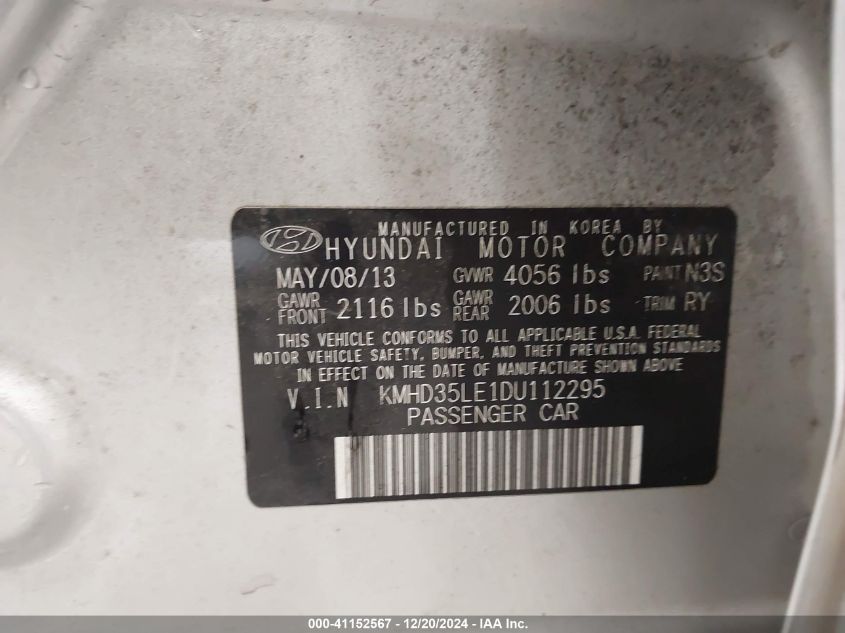 MANUFACTURED IN KOREA BY
HYUNDAI MOTOR COMPANY
MAY/08/13 GVWR 4056 lbs PAINT N3S
GAWR FRONT 2116 lbs GAWR REAR 2006 lbs TRIM RY
THIS VEHICLE CONFORMS TO ALL APPLICABLE U.S.A. FEDERAL
MOTOR VEHICLE SAFETY, BUMPER, AND THEFT PREVENTION STANDARDS
IN EFFECT ON THE DATE OF MANUFACTURE SHOWN ABOVE
V.I.N KMHD35LE1DU112295
PASSENGER CAR
000-41152567 - 12/20/2024 - IAA Inc.